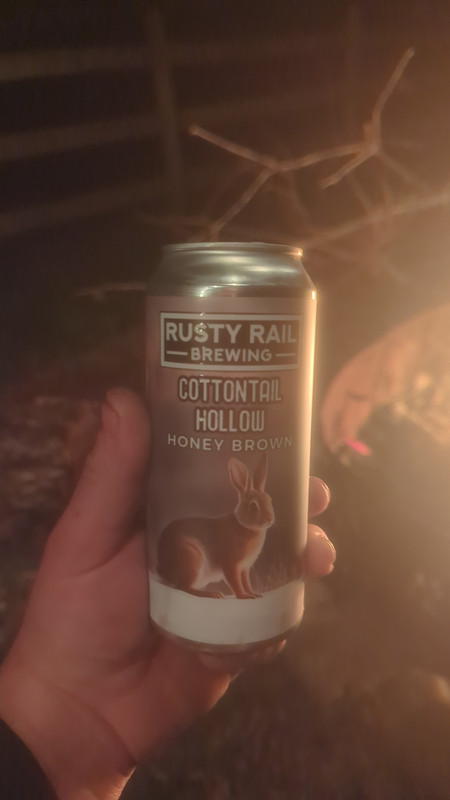 RUSTY RAIL
BREWING
COTTONTAIL
HOLLOW
HONEY BROWN